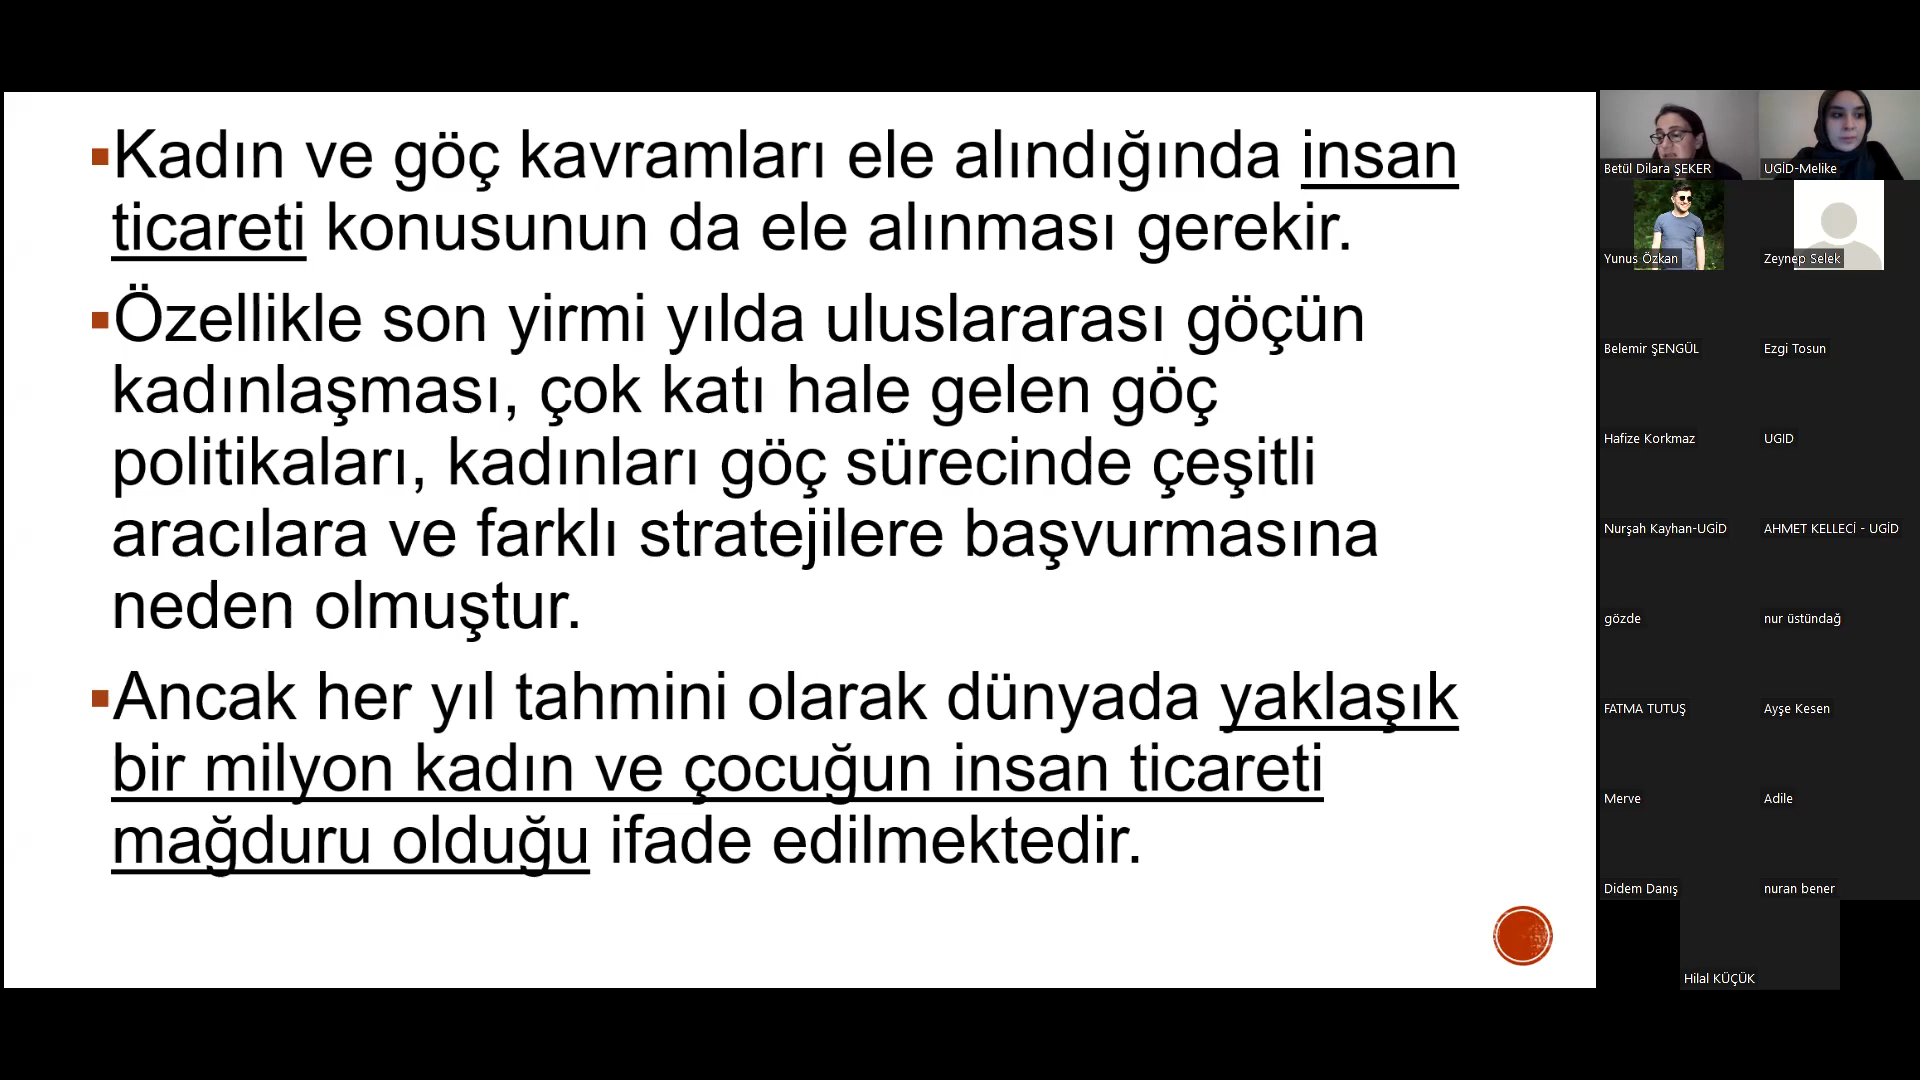 ▪Kadın ve göç kavramları ele alındığında insan
ticareti konusunun da ele alınması gerekir.
▪Özellikle son yirmi yılda uluslararası göçün
kadınlaşması, çok katı hale gelen göç
politikaları, kadınları göç sürecinde çeşitli
aracılara ve farklı stratejilere başvurmasına
neden olmuştur.
▪Ancak her yıl tahmini olarak dünyada yaklaşık
bir milyon kadın ve çocuğun insan ticareti
mağduru olduğu ifade edilmektedir.
Betül Dilara ŞEKER
UGİD-Melike
Yunus Özkan
Zeynep Selek
Belemir ŞENGÜL
Ezgi Tosun
Hafize Korkmaz
UGID
Nurşah Kayhan-UGİD
AHMET KELLECİ - UGİD
gözde
nur üstündağ
FATMA TUTUŞ
Ayşe Kesen
Merve
Adile
Didem Danış
nuran bener
Hilal KÜÇÜK